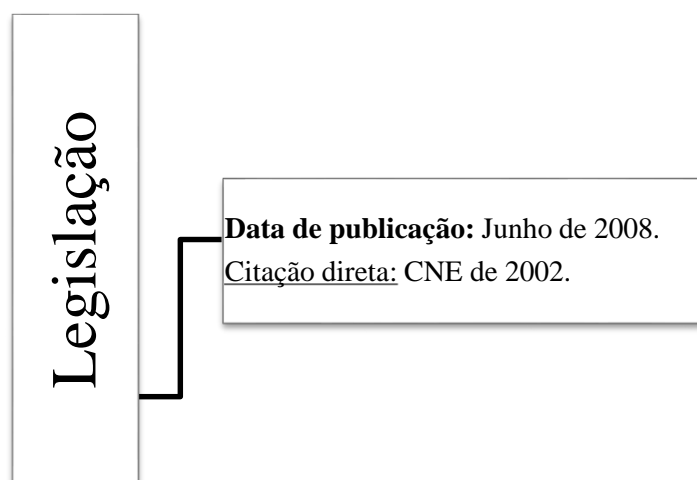 Legislação
Data de publicação: Junho de 2008.
Citação direta: CNE de 2002.